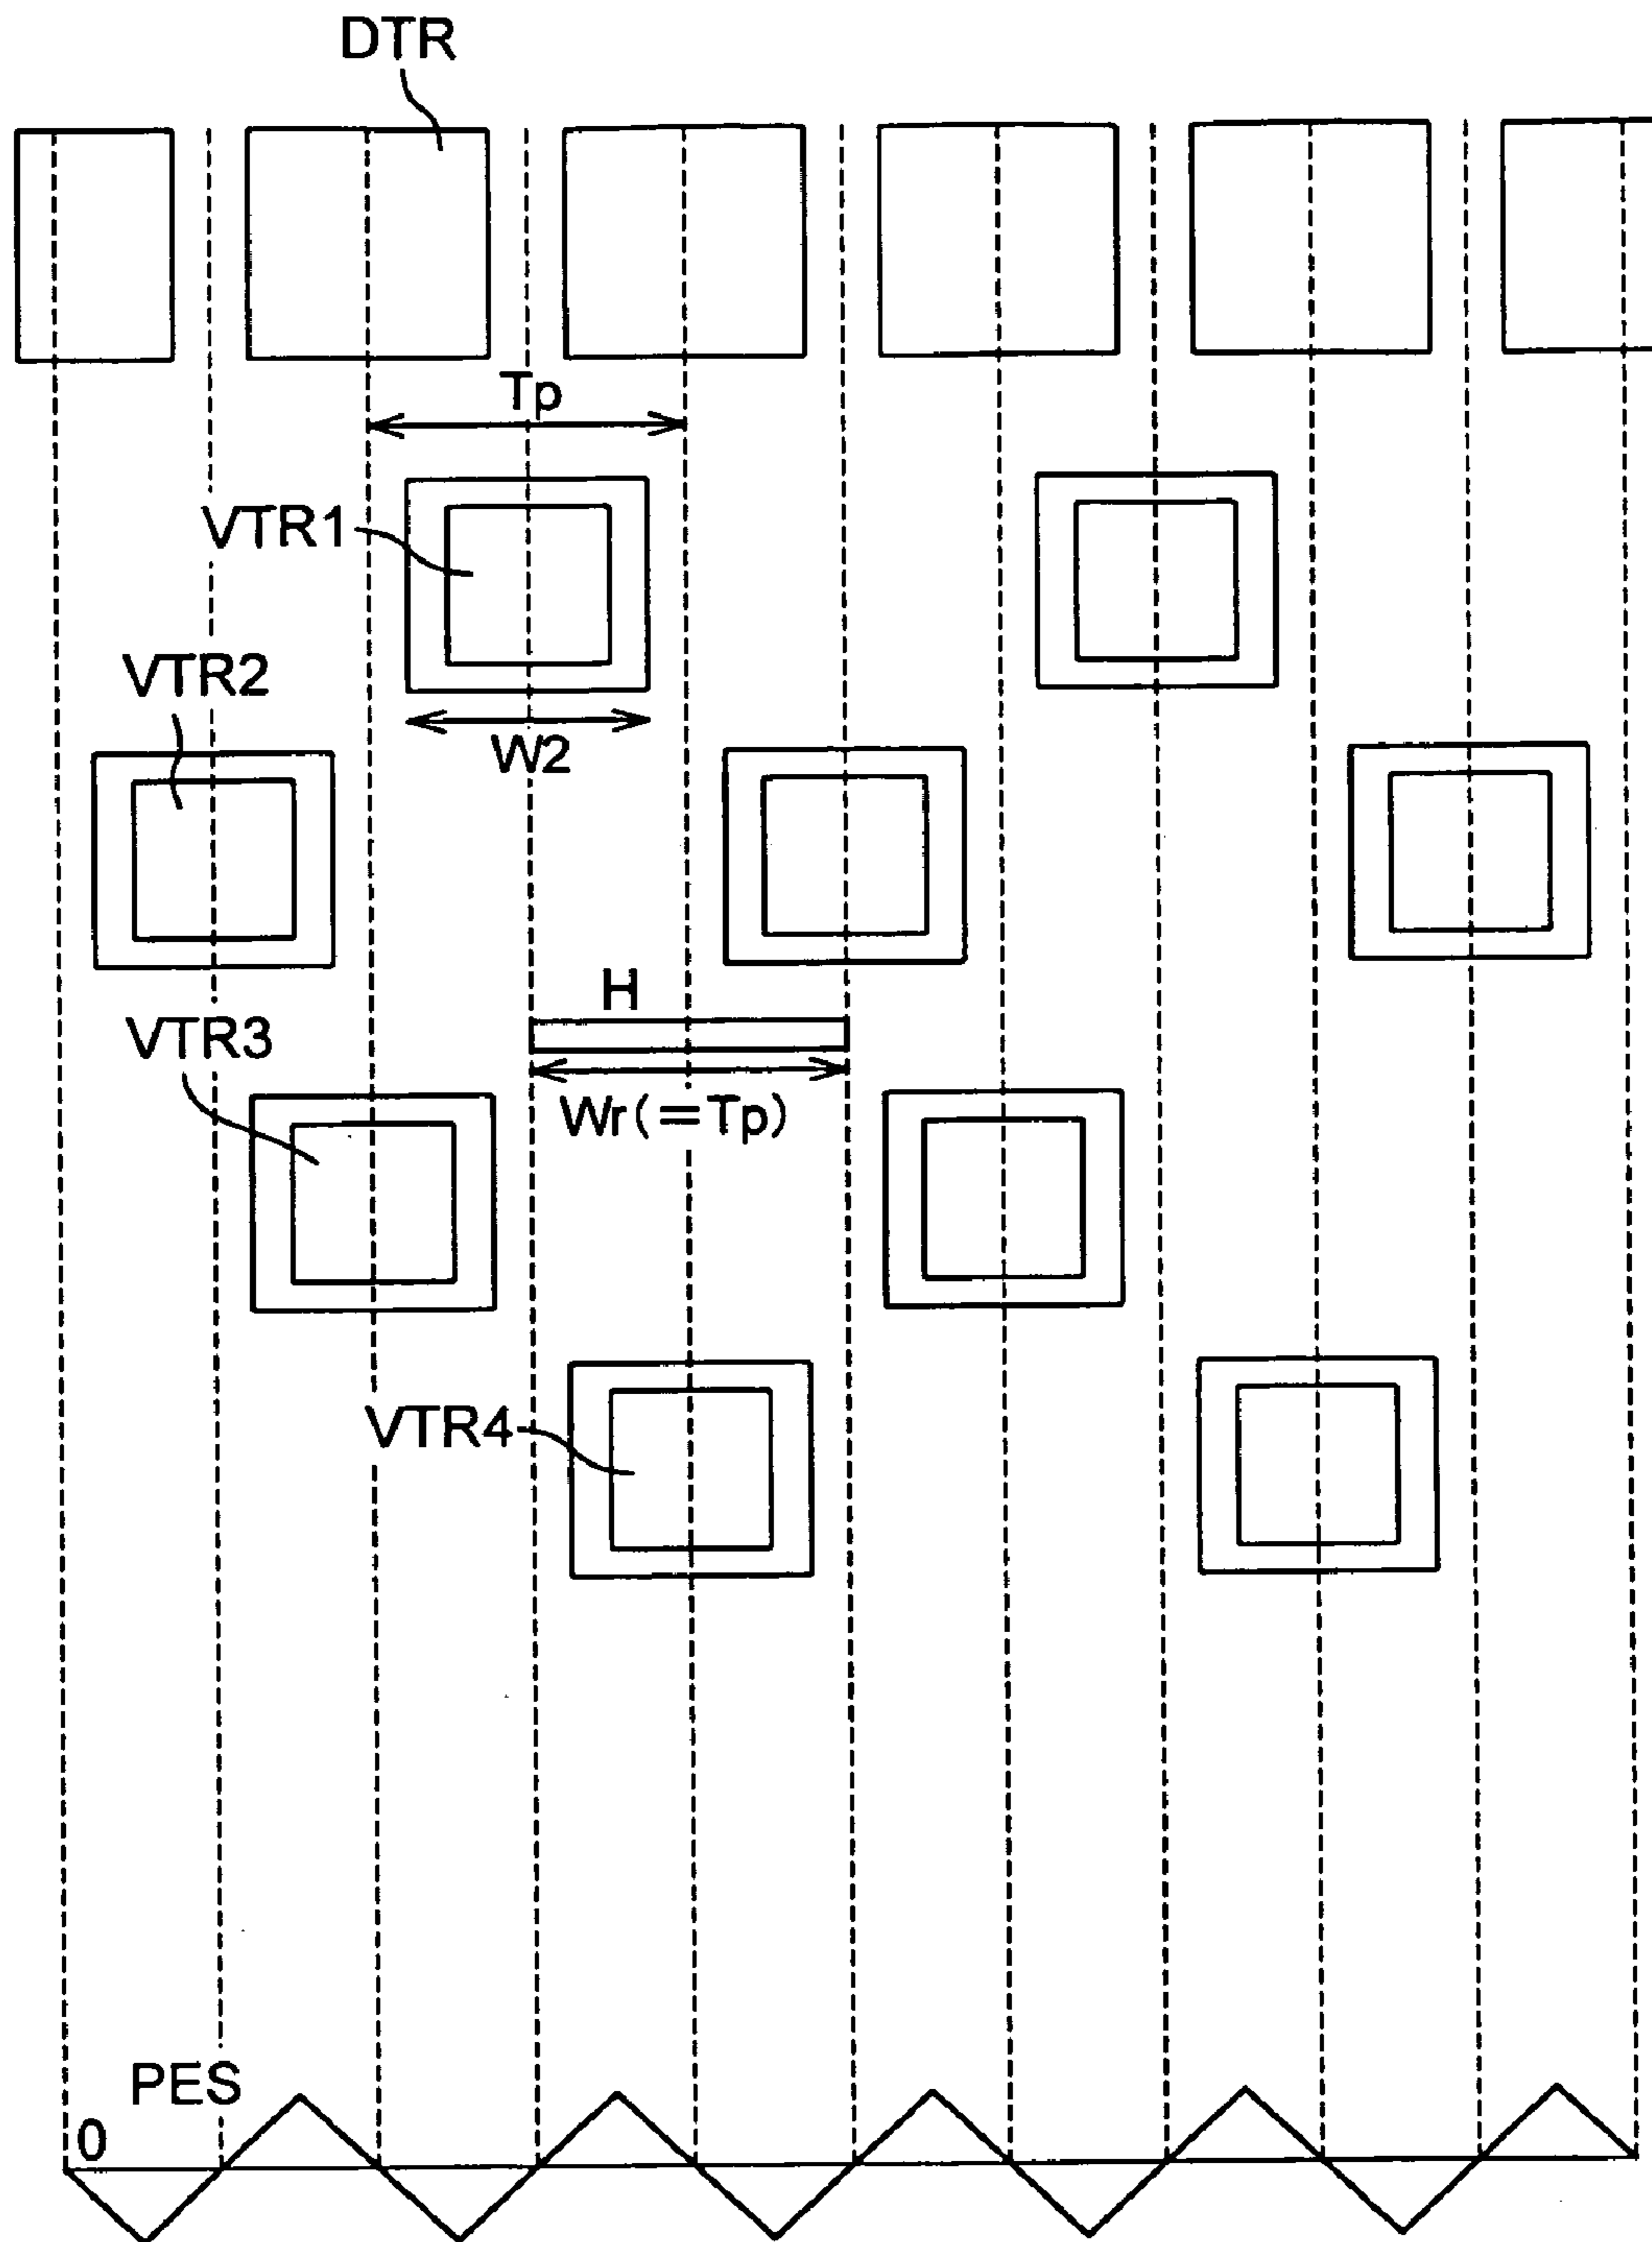 DTR
Tp
VTR1
VTR2
W2
H
VTR3
Wr(=Tp)
VTR4
PES
0